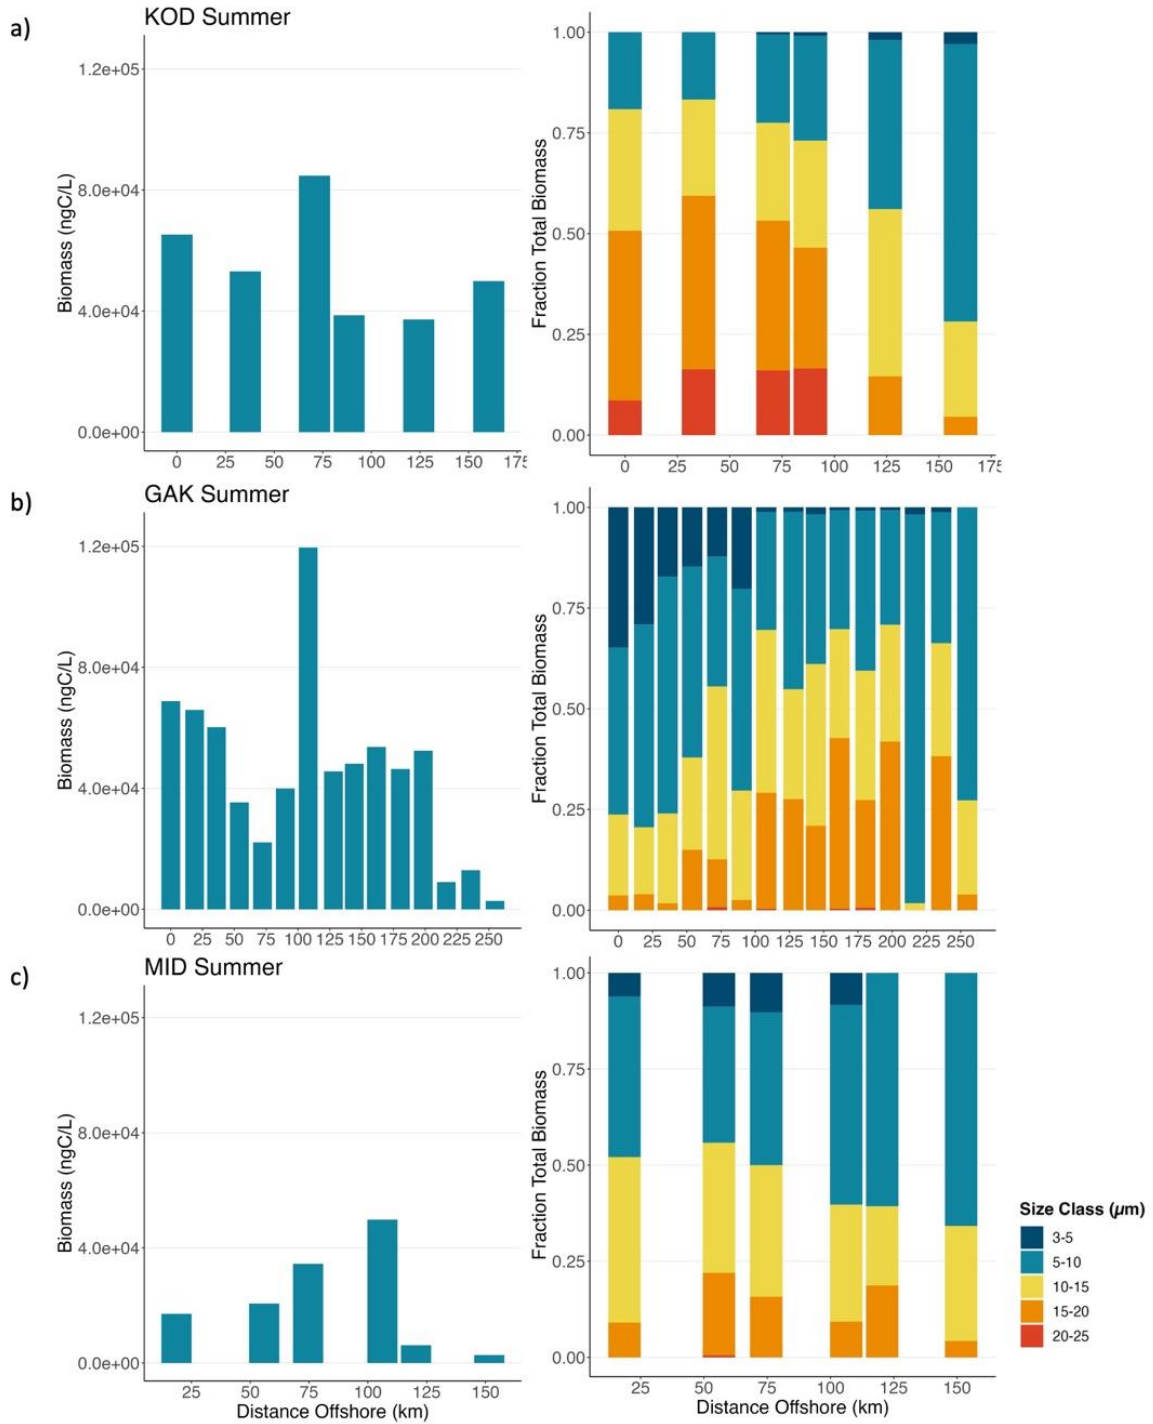 a)
KOD Summer
Biomass (ngC/L)
1.2e+05
8.0e+04
4.0e+04
0.0e+00
0 25 50 75 100 125 150 175
Fraction Total Biomass
1.00
0.75
0.50
0.25
0.00
0 25 50 75 100 125 150 175
b)
GAK Summer
Biomass (ngC/L)
1.2e+05
8.0e+04
4.0e+04
0.0e+00
0 25 50 75 100 125 150 175 200 225 250
Fraction Total Biomass
1.00
0.75
0.50
0.25
0.00
0 25 50 75 100 125 150 175 200 225 250
c)
MID Summer
Biomass (ngC/L)
1.2e+05
8.0e+04
4.0e+04
0.0e+00
25 50 75 100 125 150
Distance Offshore (km)
Fraction Total Biomass
1.00
0.75
0.50
0.25
0.00
25 50 75 100 125 150
Distance Offshore (km)
Size Class (μm)
3-5
5-10
10-15
15-20
20-25